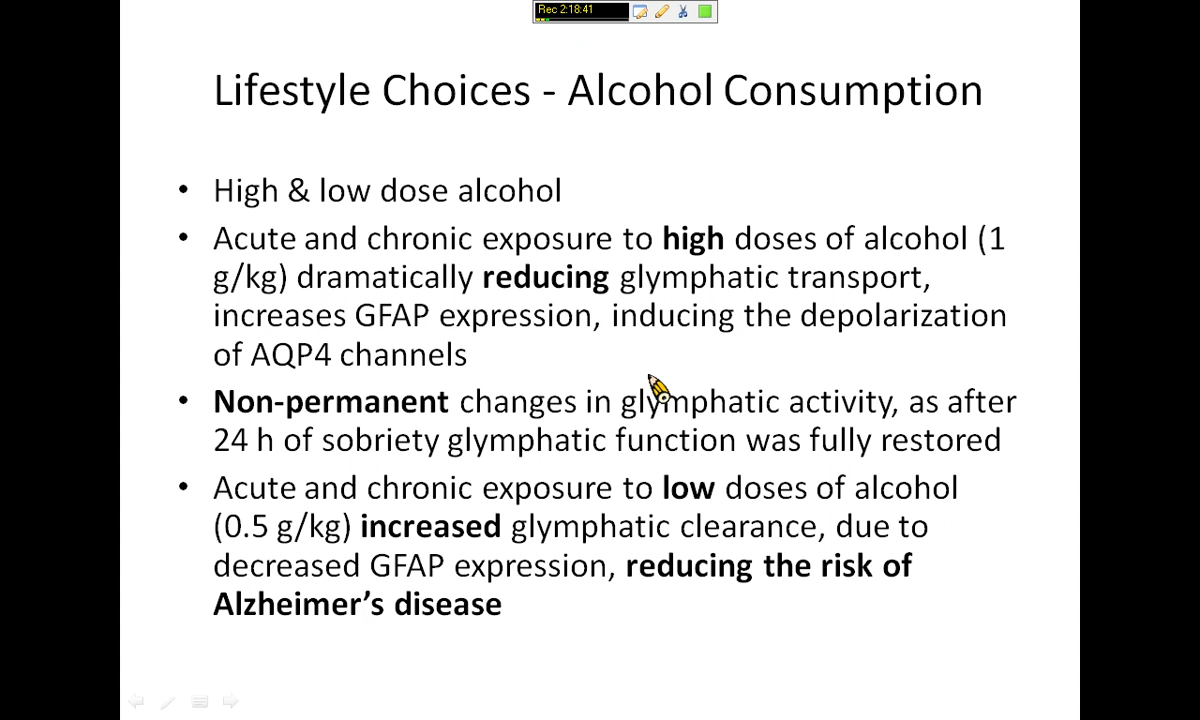 Rec 2:18:41
Lifestyle Choices - Alcohol Consumption
• High & low dose alcohol
• Acute and chronic exposure to high doses of alcohol (1
g/kg) dramatically reducing glymphatic transport,
increases GFAP expression, inducing the depolarization
of AQP4 channels
• Non-permanent changes in glymphatic activity, as after
24 h of sobriety glymphatic function was fully restored
• Acute and chronic exposure to low doses of alcohol
(0.5 g/kg) increased glymphatic clearance, due to
decreased GFAP expression, reducing the risk of
Alzheimer’s disease